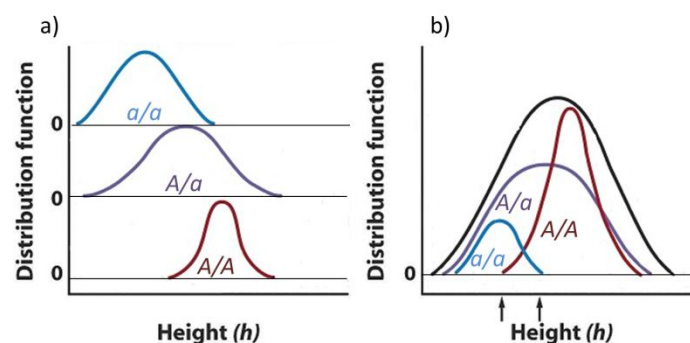 a)
Distribution function
0
a/a
0
A/a
0
A/A
Height (h)
b)
Distribution function
0
A/a
a/a
A/A
Height (h)